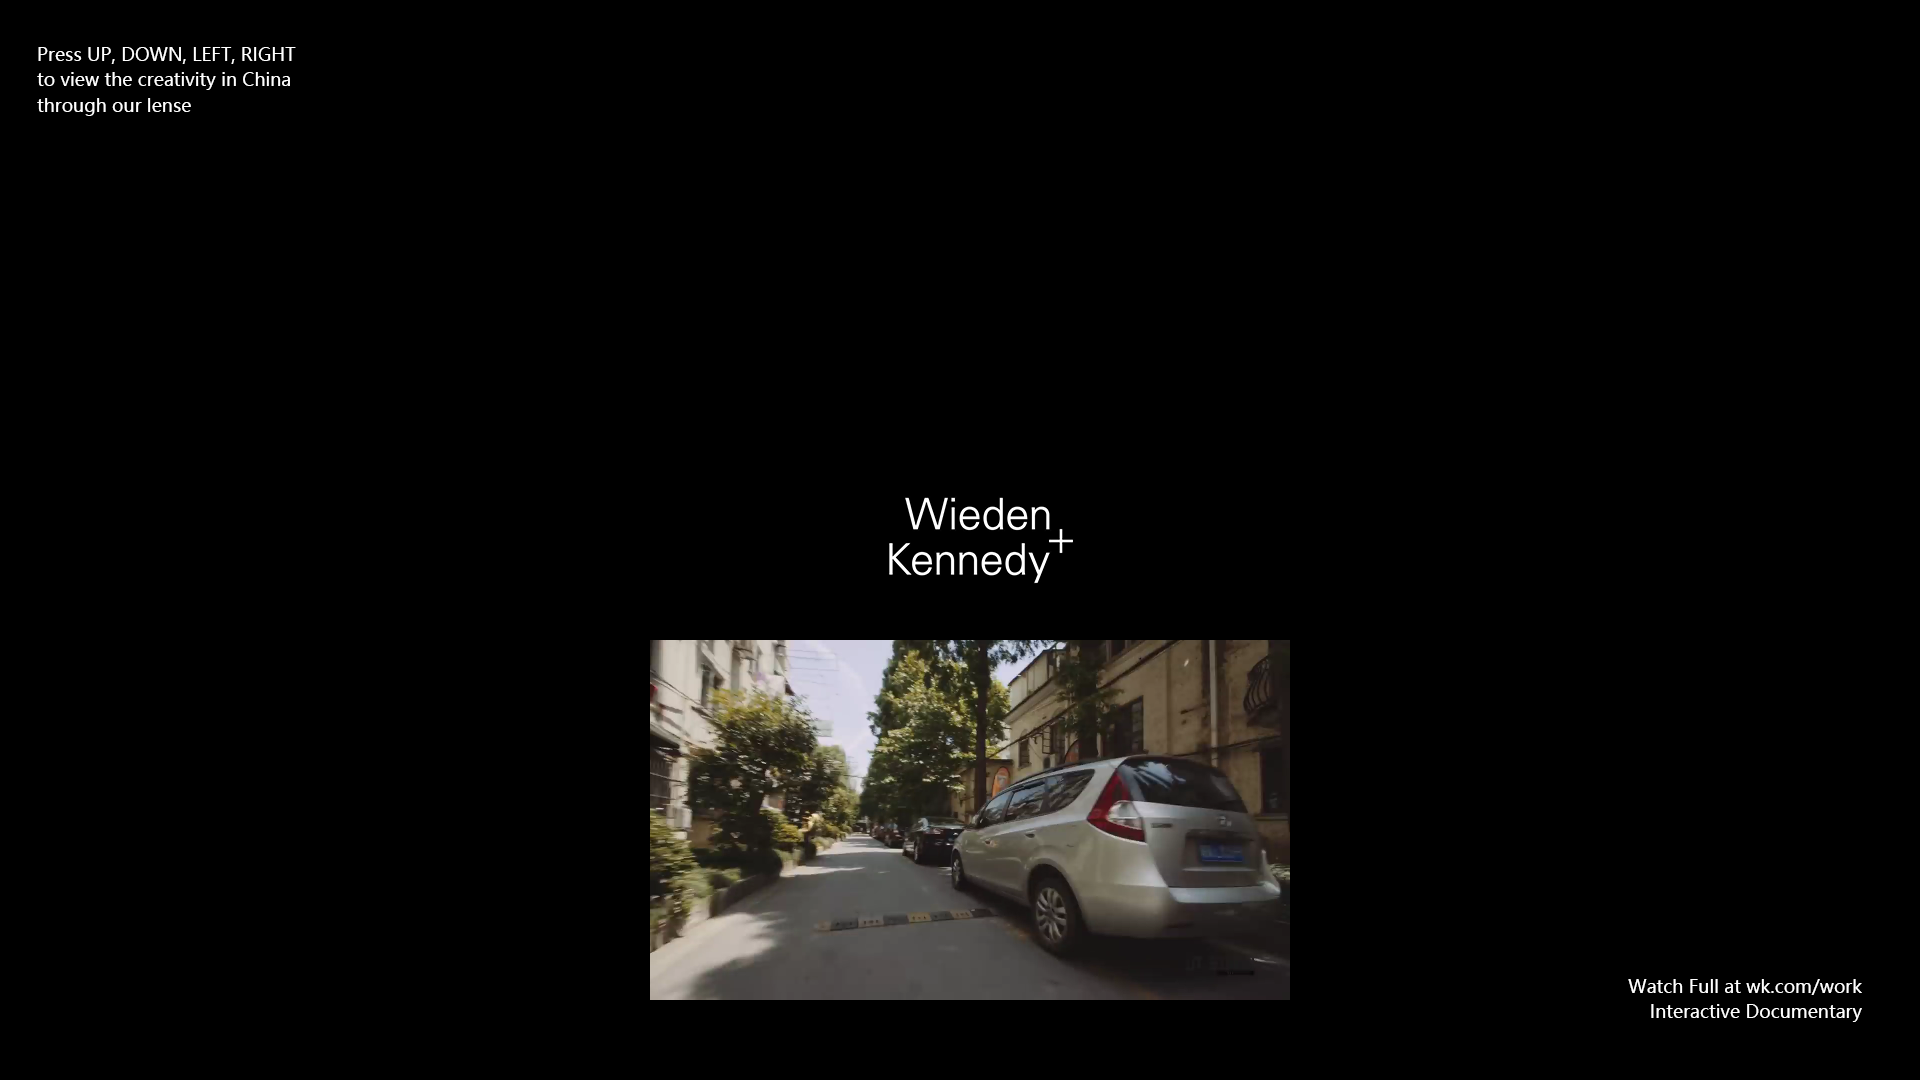 Press UP, DOWN, LEFT, RIGHT
to view the creativity in China
through our lense
Wieden
Kennedy+
Watch Full at wk.com/work
Interactive Documentary